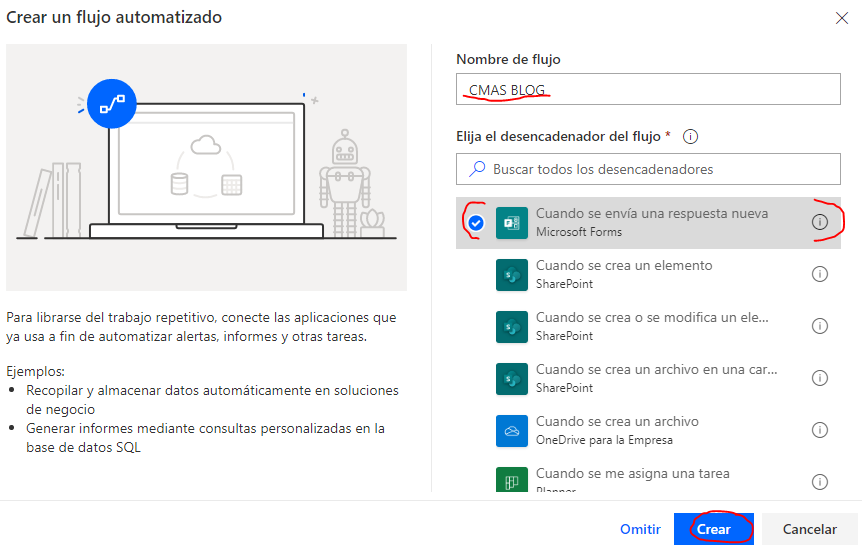 Crear un flujo automatizado
Para librarse del trabajo repetitivo, conecte las aplicaciones que
ya usa a fin de automatizar alertas, informes y otras tareas.
Ejemplos:
Recopilar y almacenar datos automáticamente en soluciones
de negocio
Generar informes mediante consultas personalizadas en la
base de datos SQL
Nombre de flujo
CMAS BLOG
Elija el desencadenador del flujo *
Buscar todos los desencadenadores
Cuando se envía una respuesta nueva
Microsoft Forms
Cuando se crea un elemento
SharePoint
Cuando se crea o se modifica un ele...
SharePoint
Cuando se crea un archivo en una car...
SharePoint
Cuando se crea un archivo
OneDrive para la Empresa
Cuando se me asigna una tarea
Planner
Omitir
Crear
Cancelar